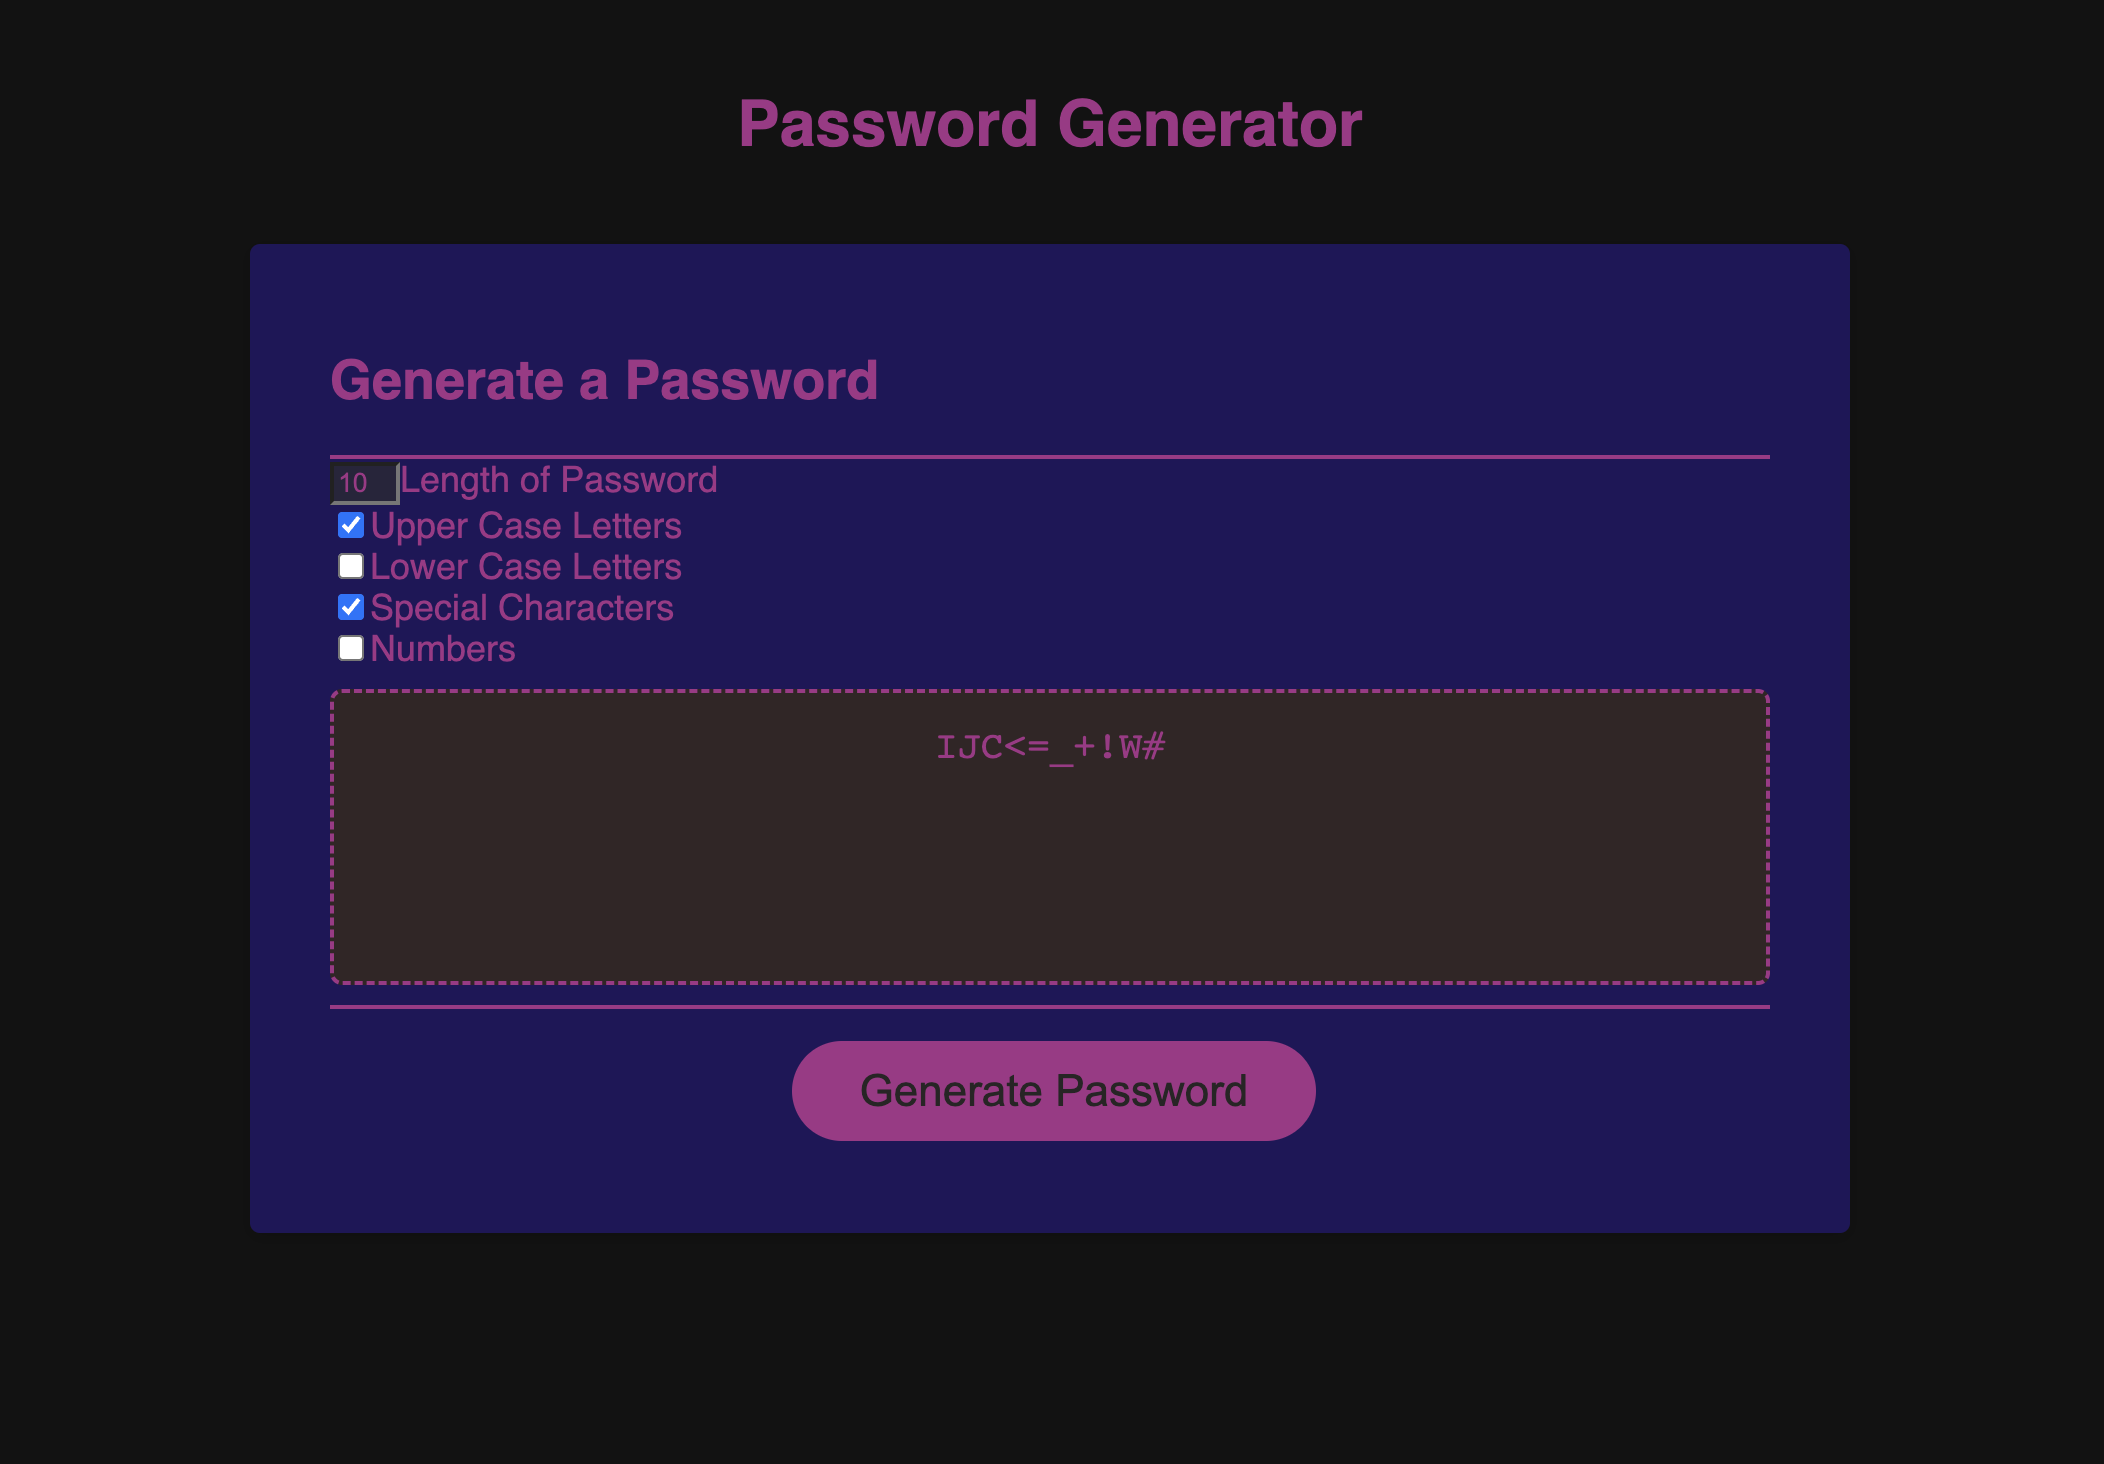 Password Generator
Generate a Password
10 Length of Password
Upper Case Letters
Lower Case Letters
Special Characters
Numbers
IJC<=_+!W#
Generate Password